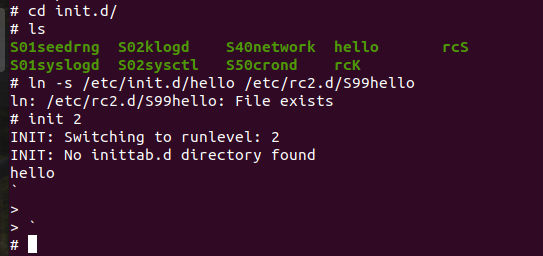 # cd init.d/
# ls
S01seedrng  S02klogd   S40network  hello       rcS
S01syslogd  S02sysctl  S50crond    rcK
# ln -s /etc/init.d/hello /etc/rc2.d/S99hello
ln: /etc/rc2.d/S99hello: File exists
# init 2
INIT: Switching to runlevel: 2
INIT: No inittab.d directory found
hello
`
>
> `
#